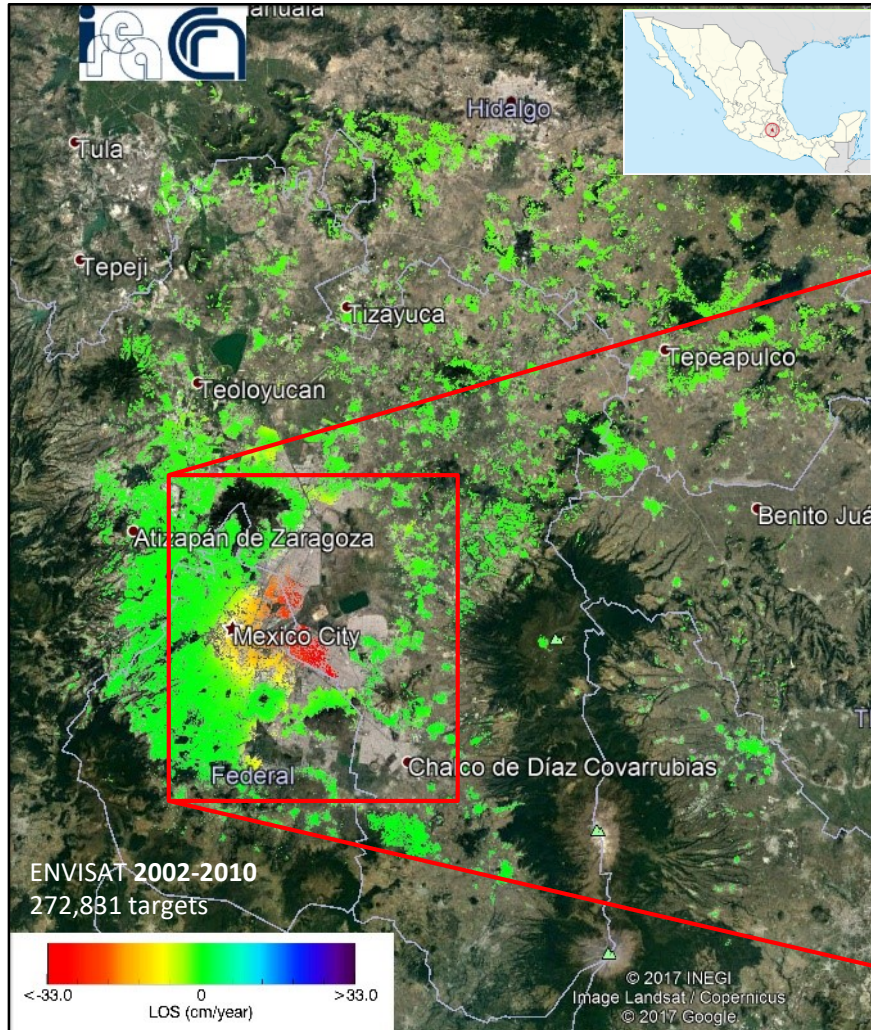 irea
Hidalgo
Tula
Tepeji
Tizayuca
Tepeapulco
Teoloyucan
Benito Juá
Atizapán de Zaragoza
Mexico City
Chalco de Díaz Covarrubias
Federal
ENVISAT 2002-2010
272,831 targets
<-33.0 0 >33.0
LOS (cm/year)
© 2017 INEGI
Image Landsat / Copernicus
© 2017 Google